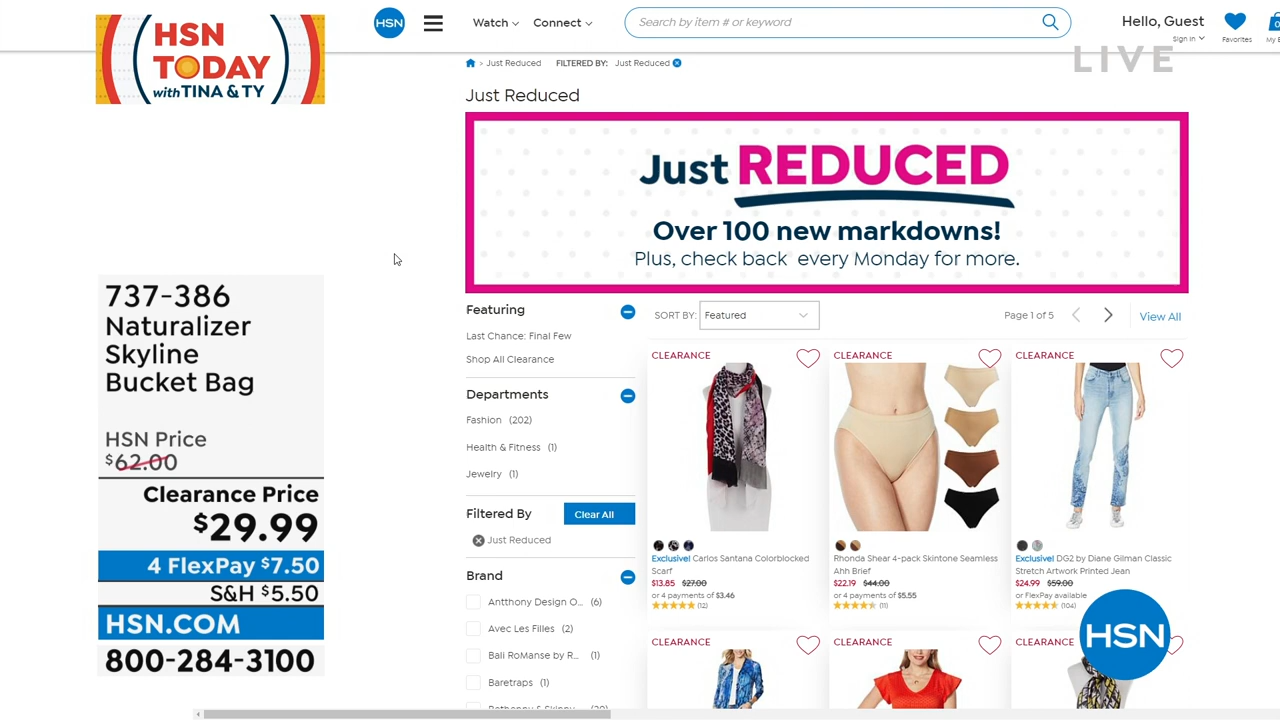 HSN
TODAY
with TINA & TY
737-386
Naturalizer
Skyline
Bucket Bag
HSN Price
$62.00
Clearance Price
$29.99
4 FlexPay $7.50
S&H $5.50
HSN.COM
800-284-3100
HSN
Watch
Connect
Search by item # or keyword
Hello, Guest
Sign In
Favorites
0
LIVE
> Just Reduced
FILTERED BY:
Just Reduced
Just Reduced
Just REDUCED
Over 100 new markdowns!
Plus, check back every Monday for more.
Featuring
Last Chance: Final Few
Shop All Clearance
Departments
Fashion (202)
Health & Fitness (1)
Jewelry (1)
Filtered By
Clear All
Just Reduced
Brand
Antthony Design O... (6)
Avec Les Filles (2)
Bali RoManse by R... (1)
Baretraps (1)
SORT BY:
Featured
Page 1 of 5
View All
CLEARANCE
Exclusive! Carlos Santana Colorblocked
Scarf
$13.85 $27.00
or 4 payments of $3.46
(12)
CLEARANCE
Rhonda Shear 4-pack Skintone Seamless
Ahh Brief
$22.19 $44.00
or 4 payments of $5.55
(11)
CLEARANCE
Exclusive! DG2 by Diane Gilman Classic
Stretch Artwork Printed Jean
$24.99 $59.00
or FlexPay available
(104)
CLEARANCE
CLEARANCE
CLEARANCE
HSN